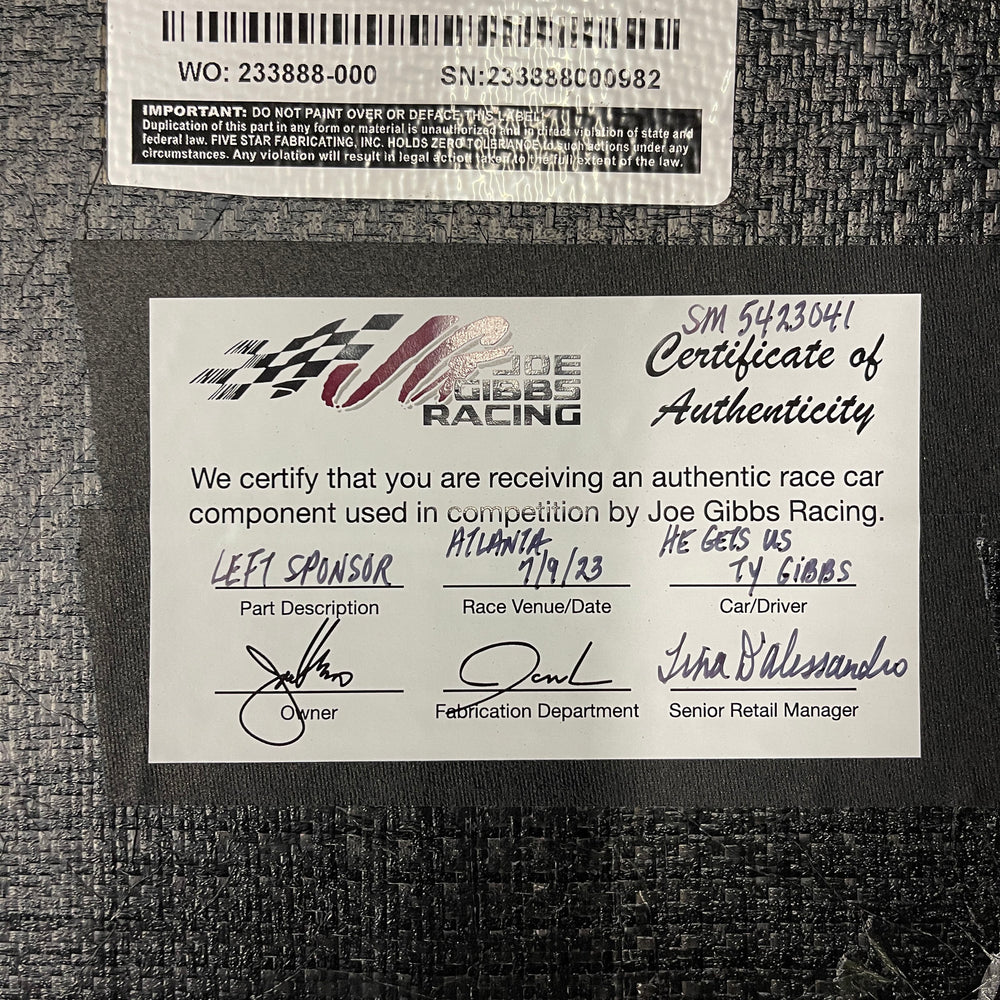 WO: 233888-000 SN:233888000982
IMPORTANT: DO NOT PAINT OVER OR DEFACE THIS LABEL!
Duplication of this part in any form or material is unauthorized and in direct violation of state and
federal law. FIVE STAR FABRICATING, INC. HOLDS ZERO TOLERANCE to such actions under any
circumstances. Any violation will result in legal action taken to the full extent of the law.
SM 5423041
JOE
GIBBS
RACING
Certificate of
Authenticity
We certify that you are receiving an authentic race car
component used in competition by Joe Gibbs Racing.
ATLANTA HE GETS US
LEFT SPONSOR 7/9/23 TY GIBBS
Part Description Race Venue/Date Car/Driver
Tina D'alessandro
Owner Fabrication Department Senior Retail Manager